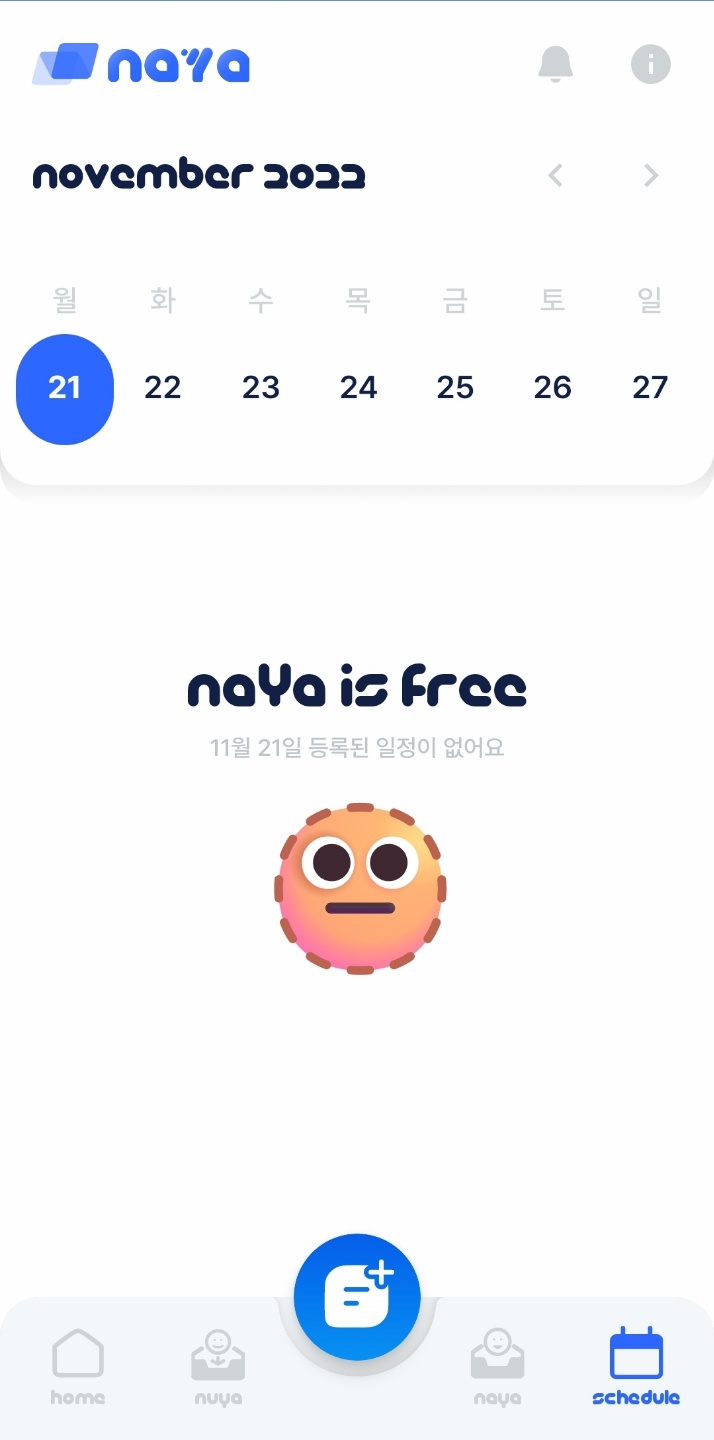 naya
november 2022
월 화 수 목 금 토 일
21 22 23 24 25 26 27
naya is free
11월 21일 등록된 일정이 없어요
home nuya naya schedule